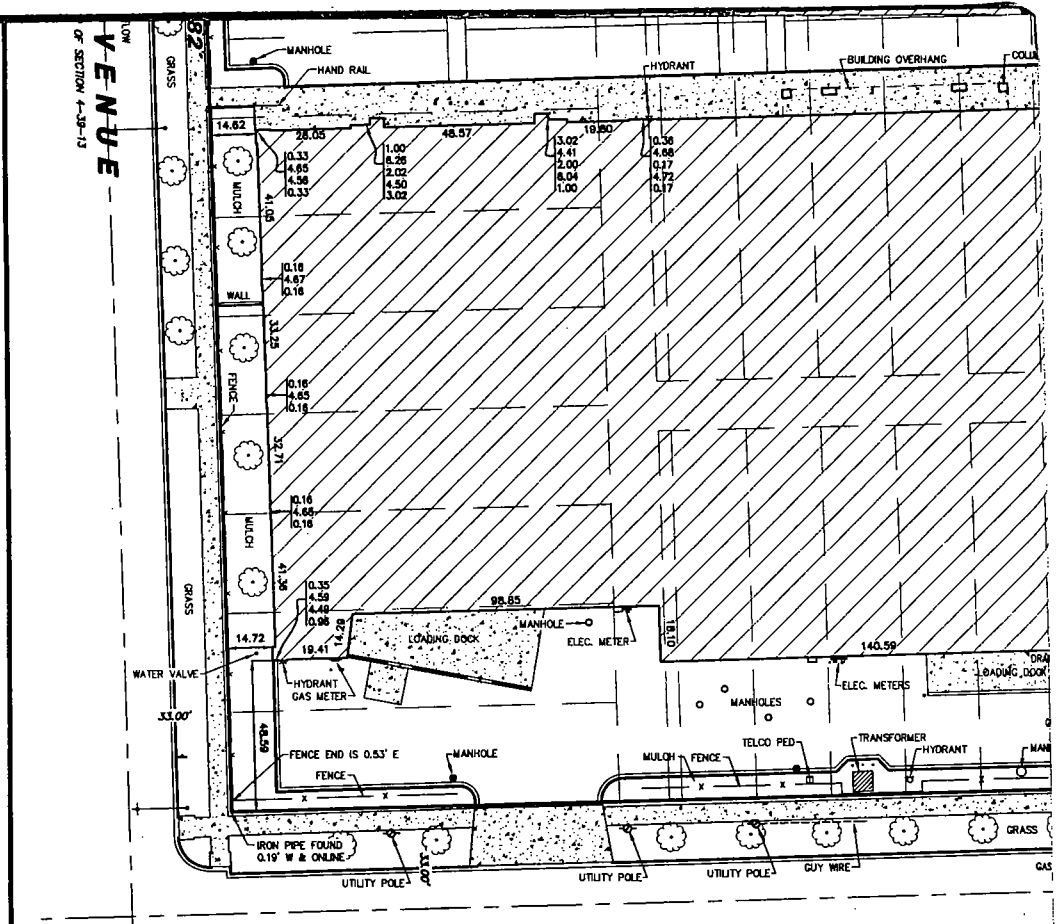 VENUE
OF SECTION 4-39-13
GRASS
MANHOLE
HAND RAIL
HYDRANT
BUILDING OVERHANG
14.62
28.05
48.57
19.60
0.33
4.65
4.56
0.33
1.00
8.26
2.02
4.50
3.02
3.02
4.41
2.00
8.04
1.00
0.36
4.68
0.17
4.72
0.17
MULCH
41.05
0.16
4.67
0.16
WALL
33.25
FENCE
0.16
4.65
0.16
32.71
0.16
4.68
0.16
MULCH
41.36
GRASS
0.35
4.59
4.49
0.96
98.85
14.29
LOADING DOCK
MANHOLE
ELEC. METER
18.10
140.59
14.72
19.41
WATER VALVE
HYDRANT
GAS METER
ELEC. METERS
LOADING DOCK
MANHOLES
33.00'
48.59
TELCO PED
TRANSFORMER
HYDRANT
FENCE END IS 0.53' E
MANHOLE
MULCH
FENCE
FENCE
IRON PIPE FOUND
0.19' W & ONLINE
33.00'
UTILITY POLE
UTILITY POLE
UTILITY POLE
GUY WIRE
GRASS
GAS